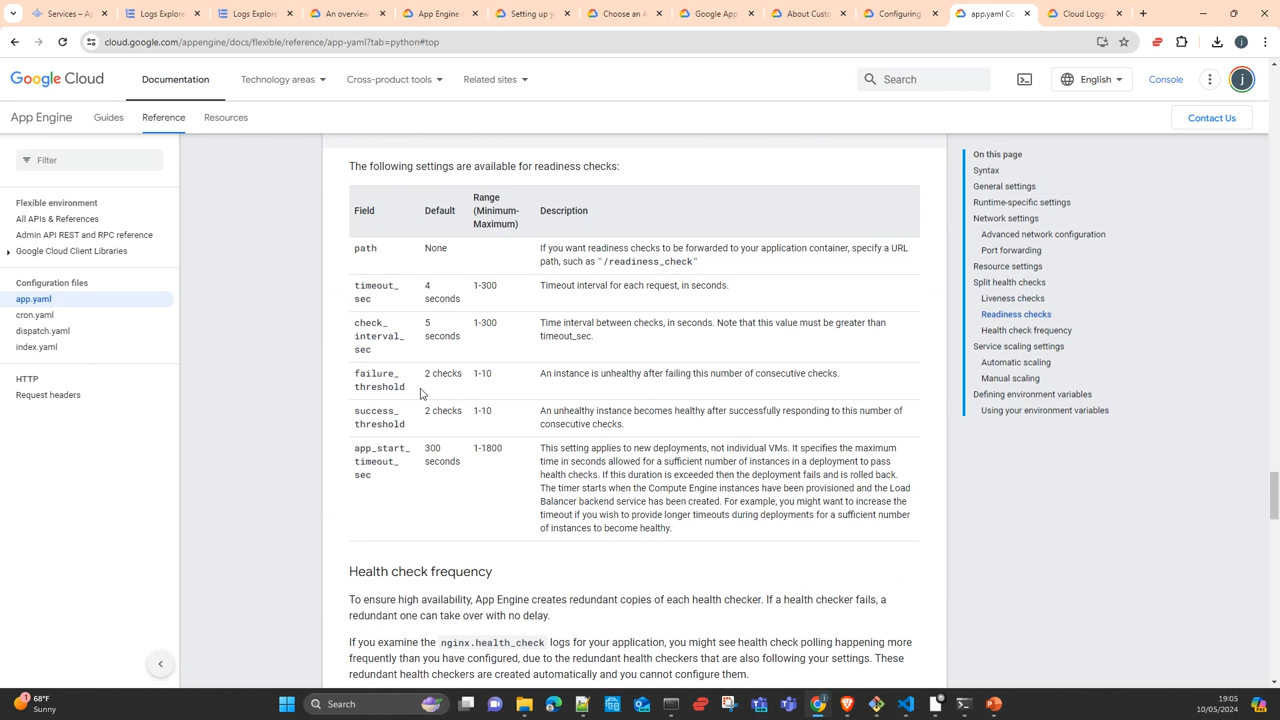 Services – A
Logs Explore
Logs Explore
An overview
App Engine
Setting up y
Choose an A
Google App
About Custo
Configuring
app.yaml Co
Cloud Loggi
cloud.google.com/appengine/docs/flexible/reference/app-yaml?tab=python#top
Google Cloud
Documentation
Technology areas
Cross-product tools
Related sites
Search
English
Console
j
App Engine
Guides
Reference
Resources
Contact Us
Filter
Flexible environment
All APIs & References
Admin API REST and RPC reference
Google Cloud Client Libraries
Configuration files
app.yaml
cron.yaml
dispatch.yaml
index.yaml
HTTP
Request headers
The following settings are available for readiness checks:
Field
Default
Range
(Minimum-
Maximum)
Description
path
None
If you want readiness checks to be forwarded to your application container, specify a URL
path, such as "/readiness_check"
timeout_
sec
4
seconds
1-300
Timeout interval for each request, in seconds.
check_
interval_
sec
5
seconds
1-300
Time interval between checks, in seconds. Note that this value must be greater than
timeout_sec.
failure_
threshold
2 checks
1-10
An instance is unhealthy after failing this number of consecutive checks.
success_
threshold
2 checks
1-10
An unhealthy instance becomes healthy after successfully responding to this number of
consecutive checks.
app_start_
timeout_
sec
300
seconds
1-1800
This setting applies to new deployments, not individual VMs. It specifies the maximum
time in seconds allowed for a sufficient number of instances in a deployment to pass
health checks. If this duration is exceeded then the deployment fails and is rolled back.
The timer starts when the Compute Engine instances have been provisioned and the Load
Balancer backend service has been created. For example, you might want to increase the
timeout if you wish to provide longer timeouts during deployments for a sufficient number
of instances to become healthy.
Health check frequency
To ensure high availability, App Engine creates redundant copies of each health checker. If a health checker fails, a
redundant one can take over with no delay.
If you examine the nginx.health_check logs for your application, you might see health check polling happening more
frequently than you have configured, due to the redundant health checkers that are also following your settings. These
redundant health checkers are created automatically and you cannot configure them.
On this page
Syntax
General settings
Runtime-specific settings
Network settings
Advanced network configuration
Port forwarding
Resource settings
Split health checks
Liveness checks
Readiness checks
Health check frequency
Service scaling settings
Automatic scaling
Manual scaling
Defining environment variables
Using your environment variables
68°F
Sunny
Search
19:05
10/05/2024